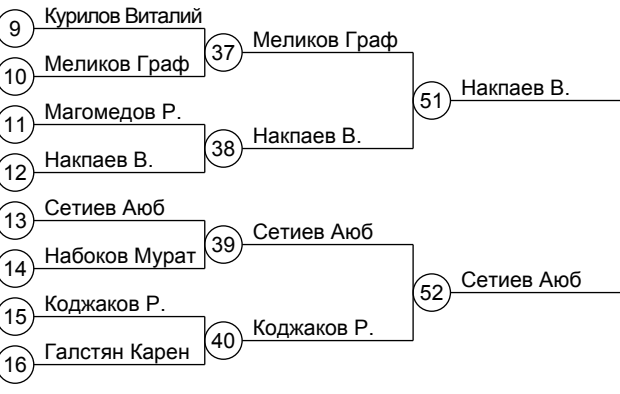 9 Курилов Виталий
10 Меликов Граф
11 Магомедов Р.
12 Накпаев В.
13 Сетиев Аюб
14 Набоков Мурат
15 Коджаков Р.
16 Галстян Карен
37 Меликов Граф
38 Накпаев В.
39 Сетиев Аюб
40 Коджаков Р.
51 Накпаев В.
52 Сетиев Аюб